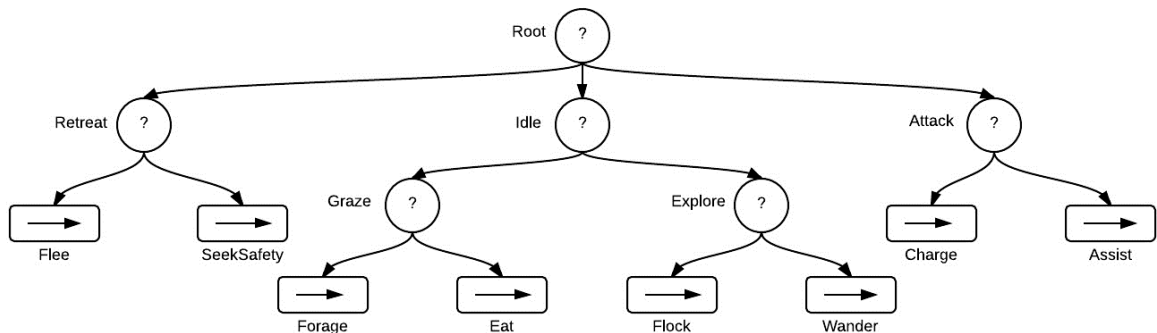 Root ?
Retreat ?
Idle ?
Attack ?
Graze ?
Explore ?
Flee
SeekSafety
Charge
Assist
Forage
Eat
Flock
Wander